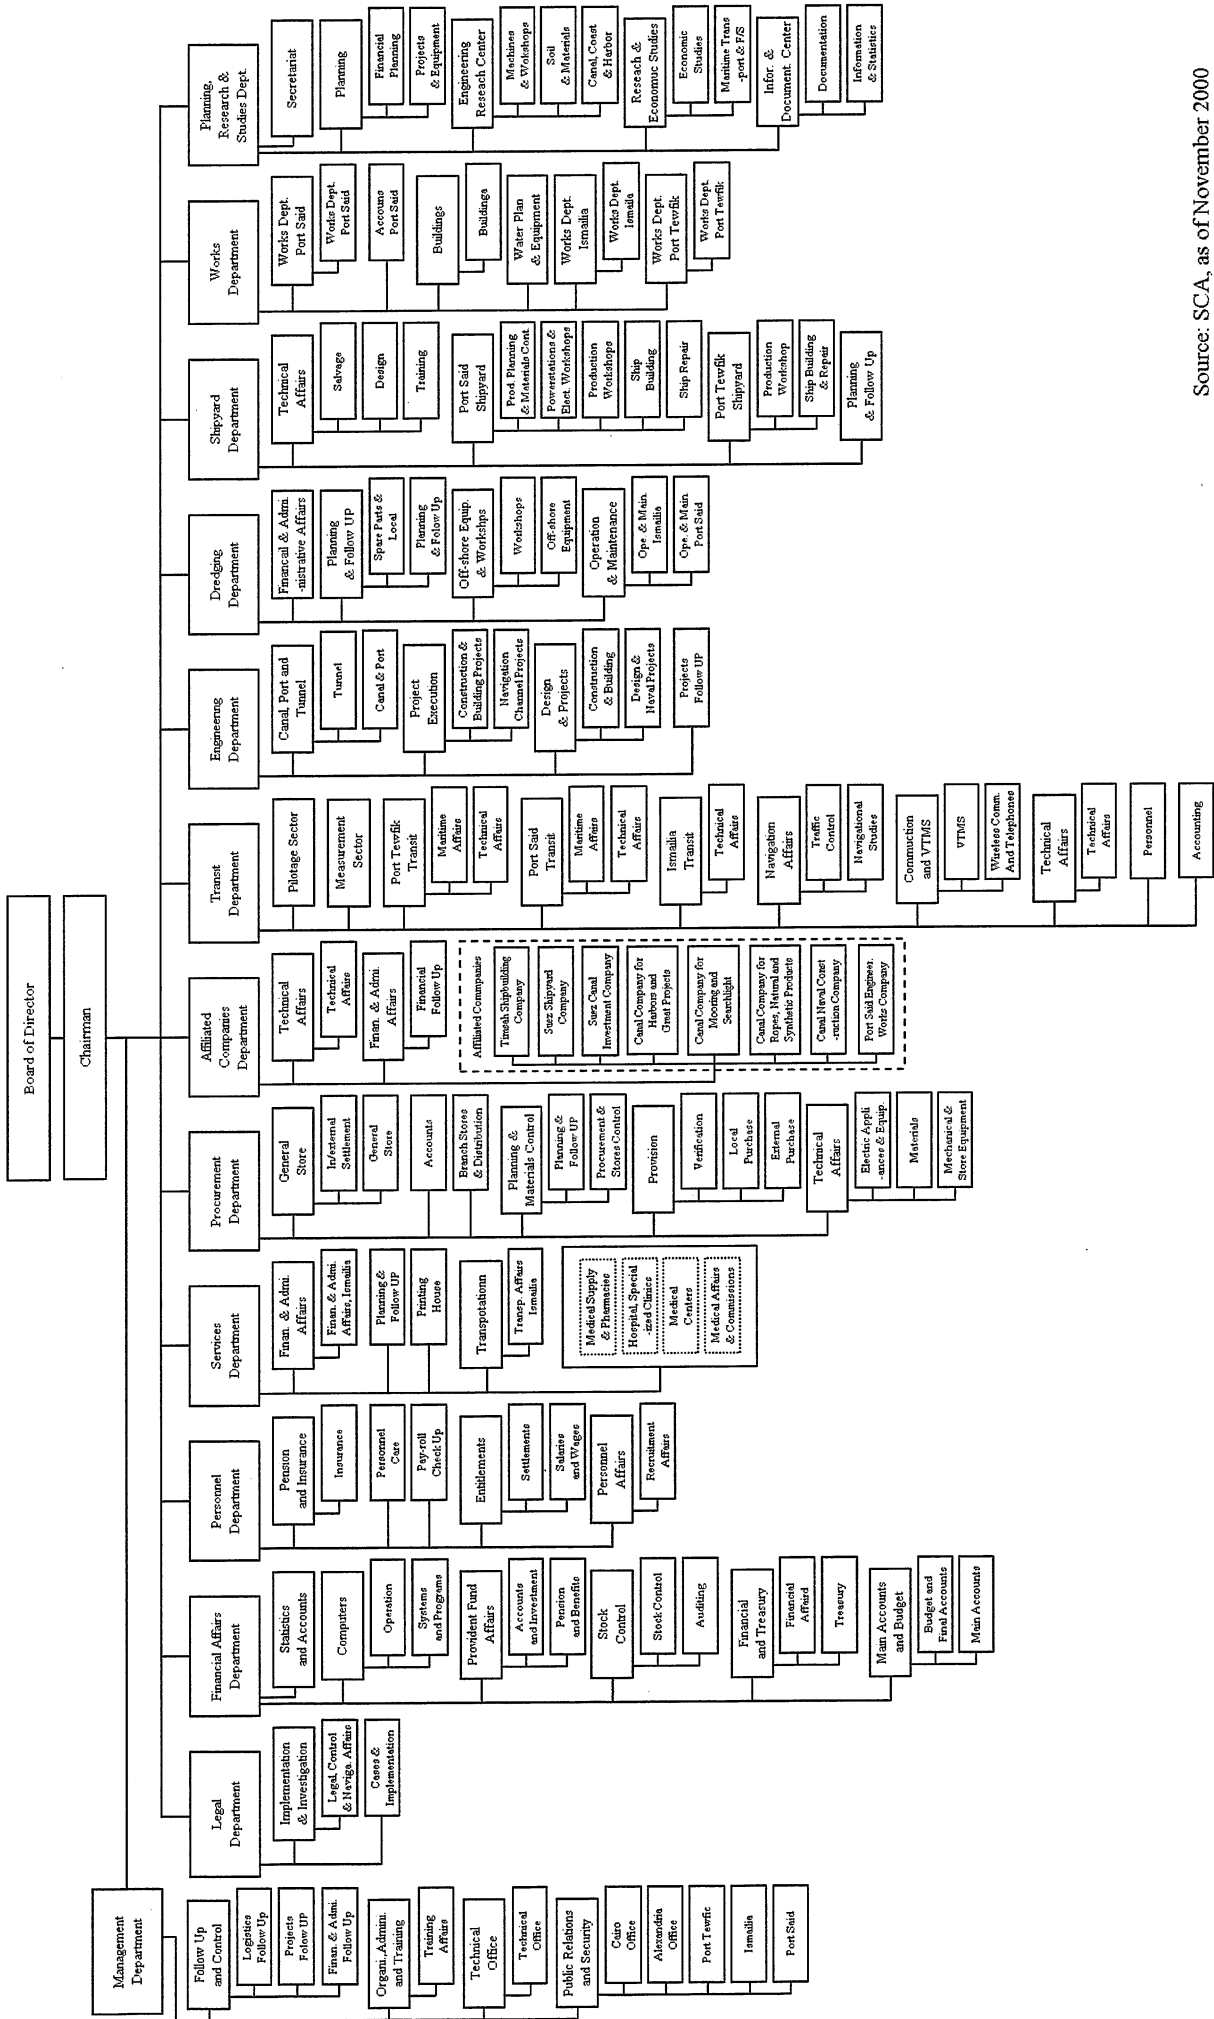 Board of Director
Chairman
Management
Department
Follow Up
and Control
Logistics
Follow Up
Projects
Folow UP
Finan. & Admi.
Follow Up
Organi.,Admini.
and Training
Training
Affairs
Technical
Office
Technical
Office
Public Relations
and Security
Cairo
Office
Alexandria
Office
Port Tewfic
Ismailia
Port Said
Legal
Department
Implementation
& Investigation
Legal, Control
& Naviga. Affairs
Cases &
Implementation
Financial Affairs
Department
Statistics
and Accounts
Computers
Operation
Systems
and Programs
Provident Fund
Affairs
Accounts
and Investment
Pension
and Benefits
Stock
Control
Stock Control
Auditing
Financial
and Treasury
Financial
Affaird
Treasury
Main Accounts
and Budget
Budget and
Final Accounts
Main Accounts
Personnel
Department
Pension
and Insurance
Insurance
Personnel
Care
Pay-roll
Check Up
Entitlements
Settlements
Salaries
and Wages
Personnel
Affairs
Recruitment
Affairs
Services
Department
Finan. & Admi.
Affairs
Finan. & Admi.
Affairs, Ismailia
Planning &
Follow UP
Printing
House
Transpotationn
Transp. Affairs
Ismailia
Medical Supply
& Pharmacies
Hospital, Special
-ized Clinics
Medical
Centers
Medical Affairs
& Commissions
Procurement
Department
General
Store
In/external
Settlement
General
Store
Accounts
Branch Stores
& Distribution
Planning &
Materials Control
Planning &
Follow UP
Procurement &
Stores Control
Provision
Verification
Local
Purchase
External
Purchase
Technical
Affairs
Electric Appli
-ances & Equip.
Materials
Mechanical &
Store Equipment
Affiliated
Companies
Department
Technical
Affairs
Technical
Affairs
Finan. & Admi.
Affairs
Financial
Follow Up
Affiliated Commpanies
Timsah Shipbuilding
Company
Suez Shipyard
Company
Suez Canal
Investment Company
Canal Company for
Harbors and
Great Projects
Canal Company for
Mooring and
Searchlight
Canal Company for
Ropes, Natural and
Synthetic Products
Canal Naval Const
-ruction Company
Port Said Engineer.
Works Company
Transit
Department
Pilotage Sector
Measurement
Sector
Port Tewfik
Transit
Maritime
Affairs
Technical
Affairs
Port Said
Transit
Maritime
Affairs
Technical
Affairs
Ismailia
Transit
Technical
Affairs
Navigation
Affairs
Traffic
Control
Navigational
Studies
Commuction
and VTMS
VTMS
Wireless Comm.
And Telephones
Technical
Affairs
Technical
Affairs
Personnel
Accounting
Engineering
Department
Canal, Port and
Tunnel
Tunnel
Canal & Port
Project
Execution
Construction &
Building Projects
Navigation
Channel Projects
Design
& Projects
Construction
& Building
Design &
Naval Projects
Projects
Follow UP
Dredging
Department
Financail & Admi
-nistrative Affairs
Planning
& Follow UP
Spare Parts &
Local
Planning
& Folow Up
Off-shore Equip.
& Workshps
Workshops
Off-shore
Equipment
Operation
& Maintenance
Ope. & Main.
Ismailia
Ope. & Main.
Port Said
Shipyard
Department
Technical
Affairs
Salvage
Design
Training
Port Said
Shipyard
Prod. Planning
& Materials Cont.
Powerstations &
Elect. Workshops
Production
Workshops
Ship
Building
Ship Repair
Port Tewfik
Shipyard
Production
Workshop
Ship Building
& Repair
Planning
& Follow Up
Works
Department
Works Dept.
Port Said
Works Dept.
Port Said
Accouns
Port Said
Buildings
Buildings
Water Plan
& Equipment
Works Dept.
Ismailia
Works Dept.
Ismaila
Works Dept.
Port Tewfik
Works Dept.
Port Tewfik
Planning,
Research &
Studies Dept.
Secretariat
Planning
Financial
Planning
Projects
& Equipment
Engineering
Reseach Center
Machines
& Wokshops
Soil
& Materials
Canal, Coast
& Harbor
Reseach &
Economuc Studies
Economic
Studies
Maritime Trans
-port & F/S
Infor. &
Document. Center
Documentation
Information
& Statistics
Source: SCA, as of November 2000